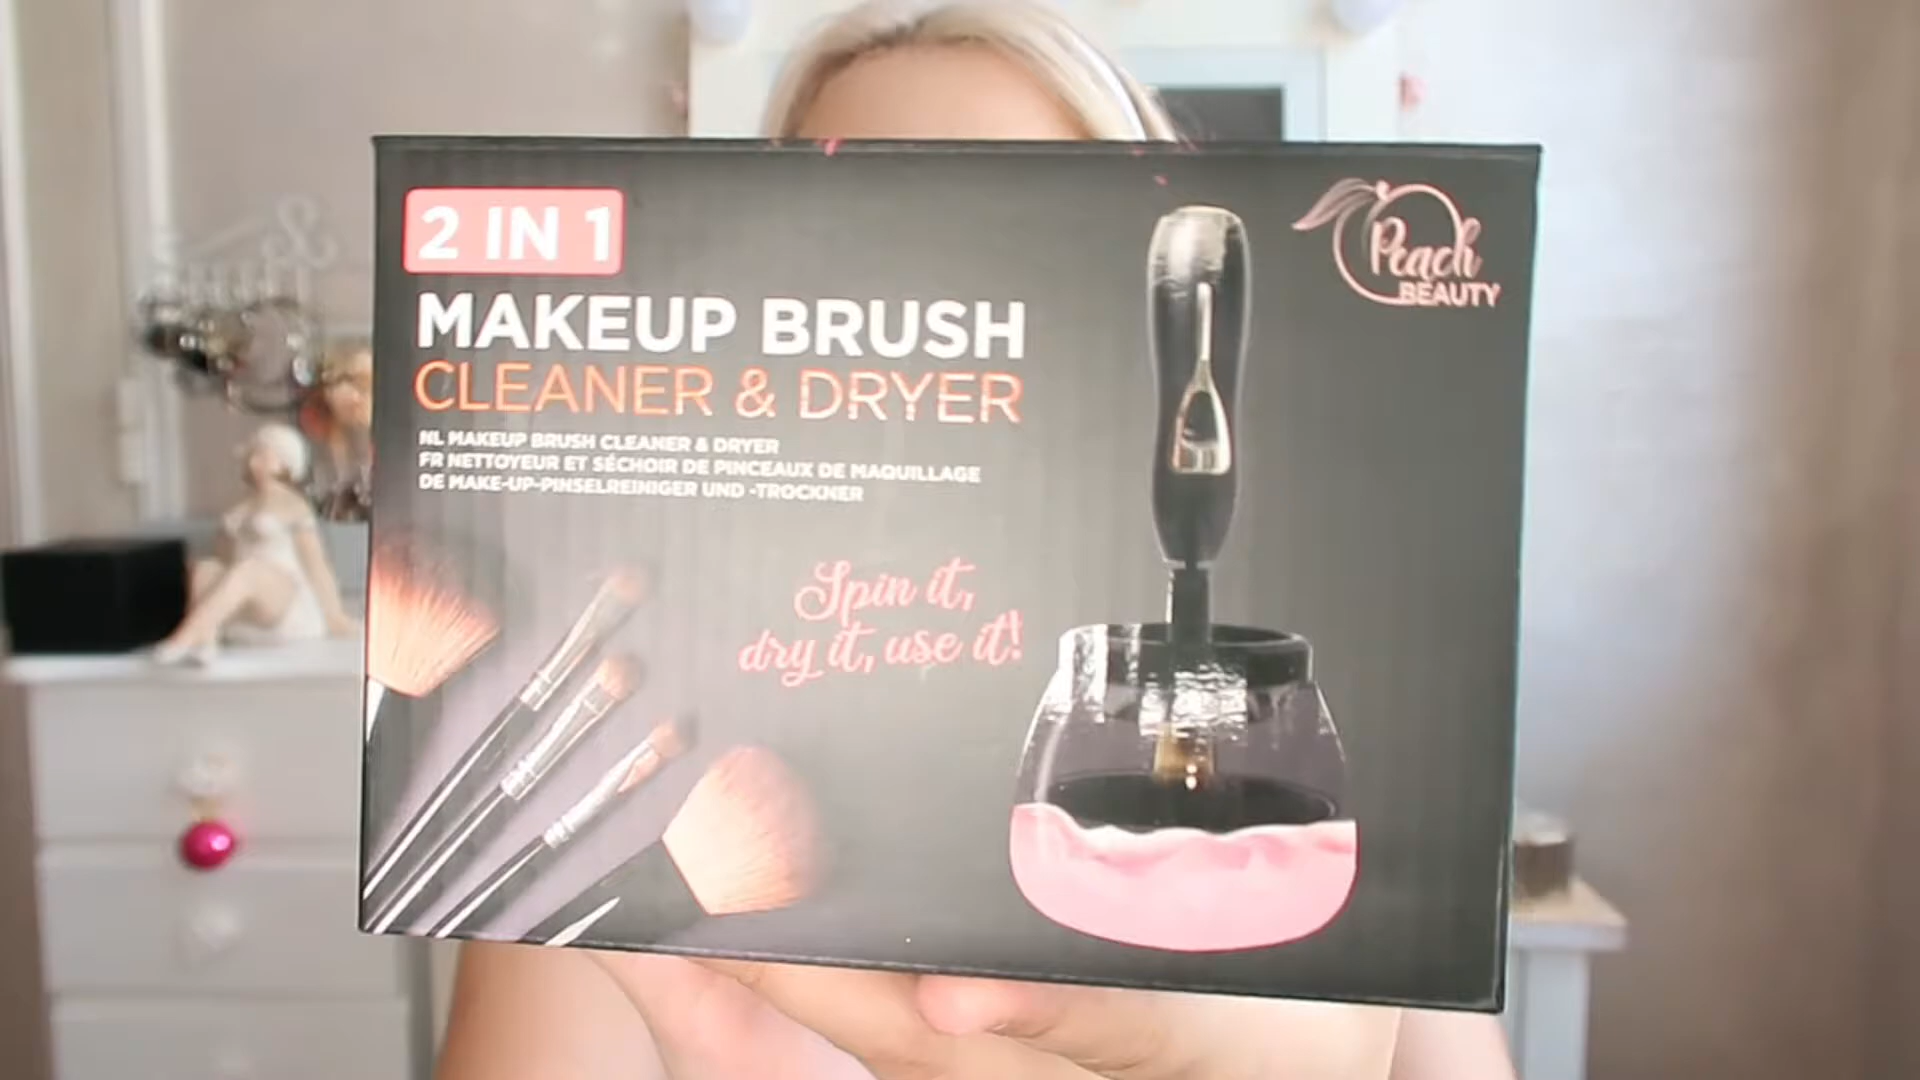 2 IN 1
MAKEUP BRUSH
CLEANER & DRYER
NL MAKEUP BRUSH CLEANER & DRYER
FR NETTOYEUR ET SÉCHOIR DE PINCEAUX DE MAQUILLAGE
DE MAKE-UP-PINSELREINIGER UND -TROCKNER
Spin it,
dry it, use it!
Peach
BEAUTY